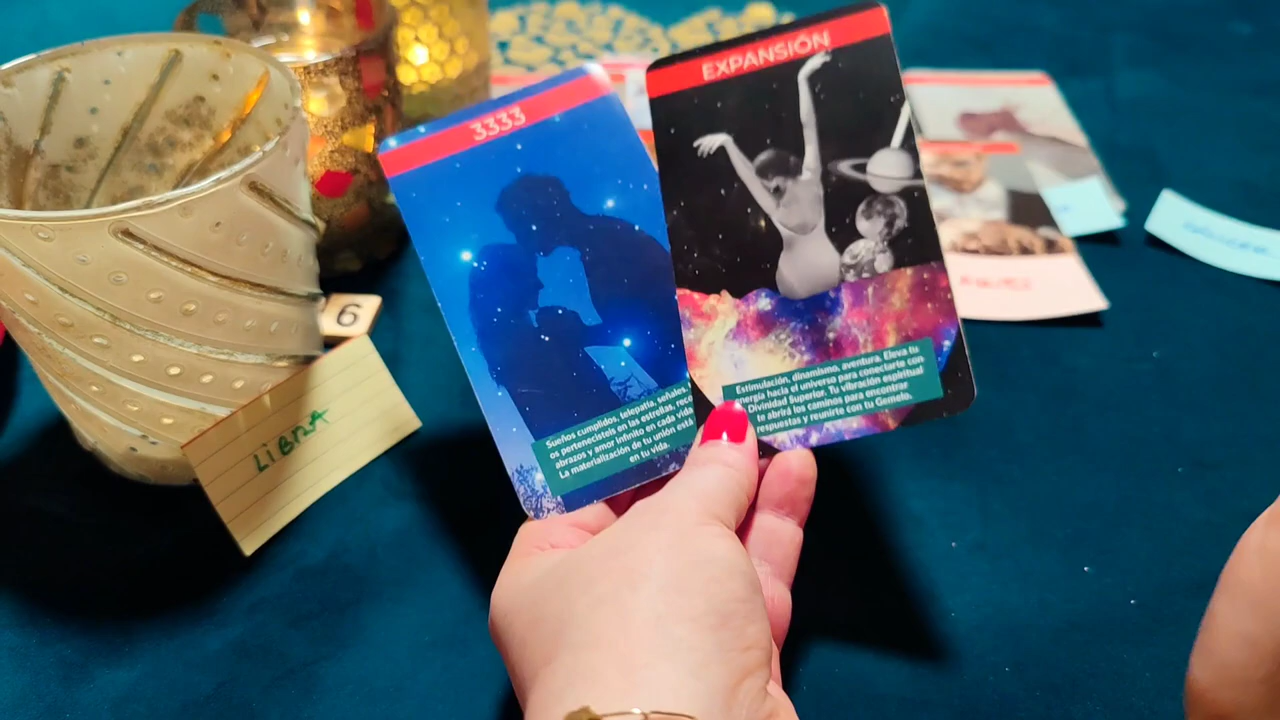 3333
EXPANSIÓN
Sueños cumplidos, telepatía, señales,
os pertenecisteis en las estrellas,
abrazos y amor infinito en cada vida
La materialización de tu unión está
en tu vida.
Estimulación, dinamismo, aventura. Eleva tu
energía hacia el universo para conectarte con
Divinidad Superior. Tu vibración espiritual
te abrirá los caminos para encontrar
respuestas y reunirte con tu Gemelo.
6
LIBRA